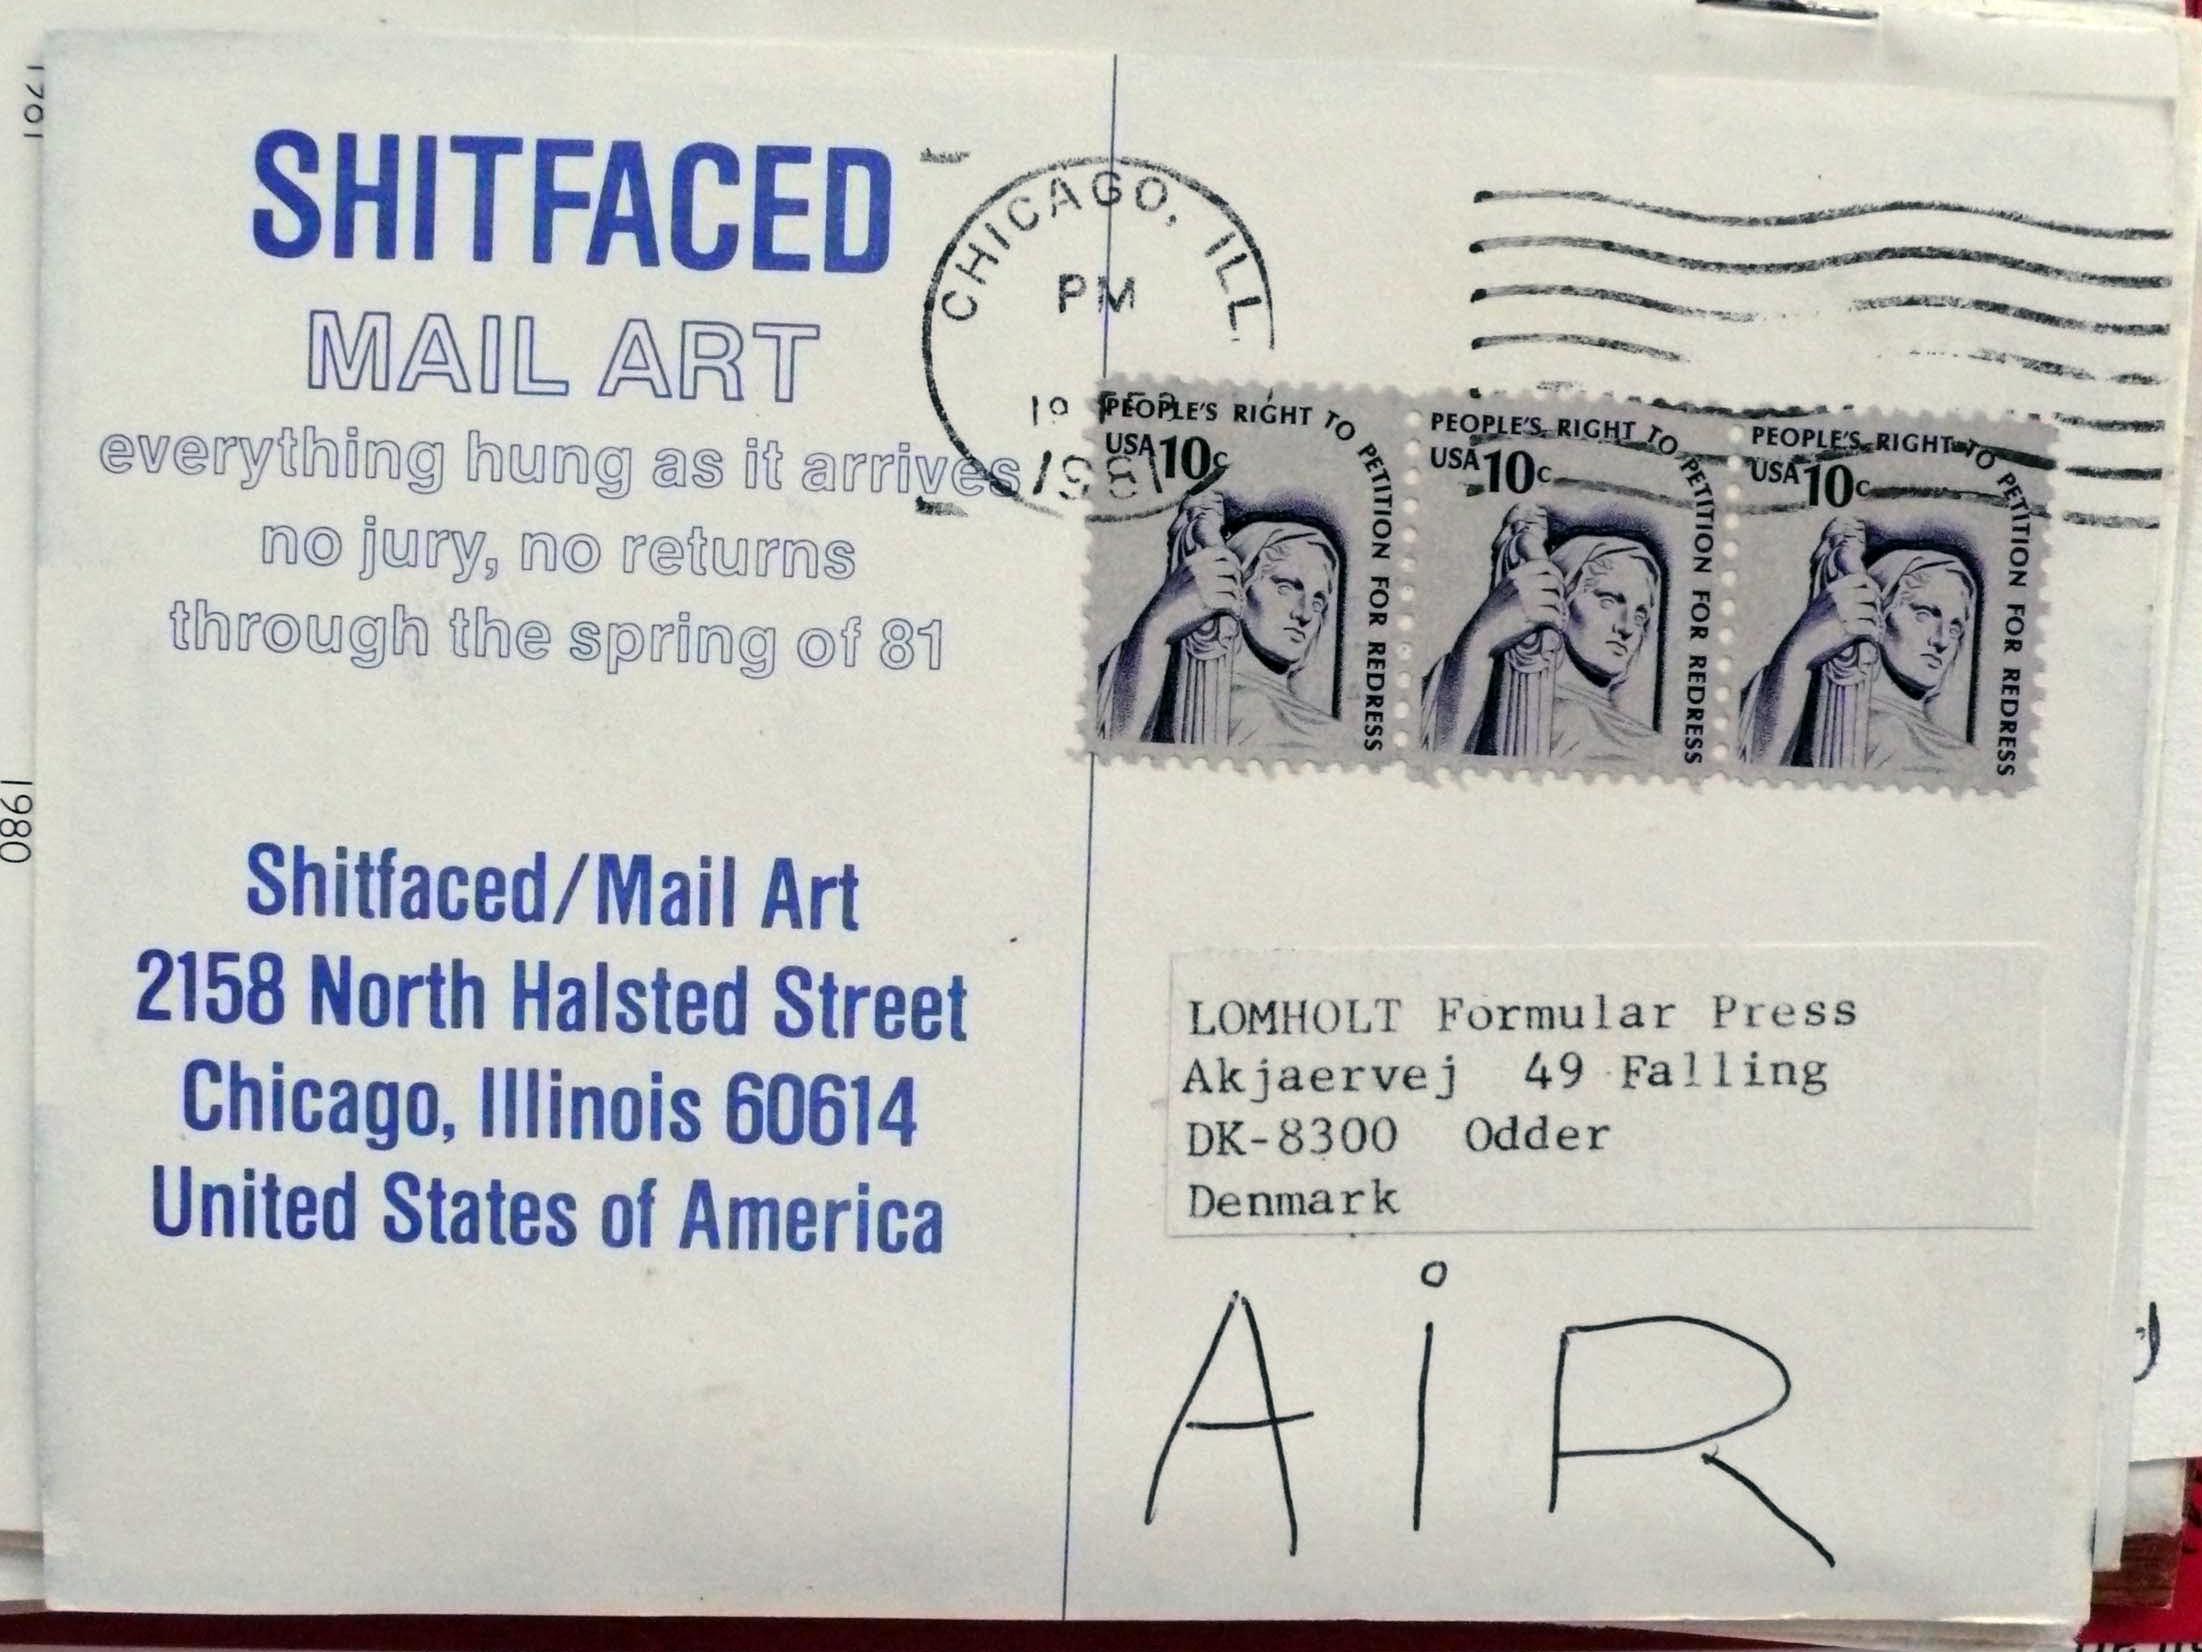 SHITFACED
MAIL ART
everything hung as it arrives
no jury, no returns
through the spring of 81
Shitfaced/Mail Art
2158 North Halsted Street
Chicago, Illinois 60614
United States of America
CHICAGO, ILL
PM
19 FEB
1981
PEOPLE'S RIGHT TO PETITION FOR REDRESS
USA 10c
PEOPLE'S RIGHT TO PETITION FOR REDRESS
USA 10c
PEOPLE'S RIGHT TO PETITION FOR REDRESS
USA 10c
LOMHOLT Formular Press
Akjaervej 49 Falling
DK-8300 Odder
Denmark
AiR
1980